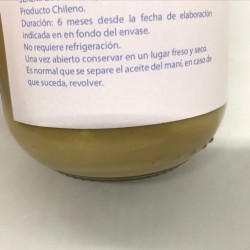 Producto Chileno.
Duración: 6 meses desde la fecha de elaboración
indicada en en fondo del envase.
No requiere refrigeración.
Una vez abierto conservar en un lugar fresco y seco.
Es normal que se separe el aceite del maní, en caso de
que suceda, revolver.